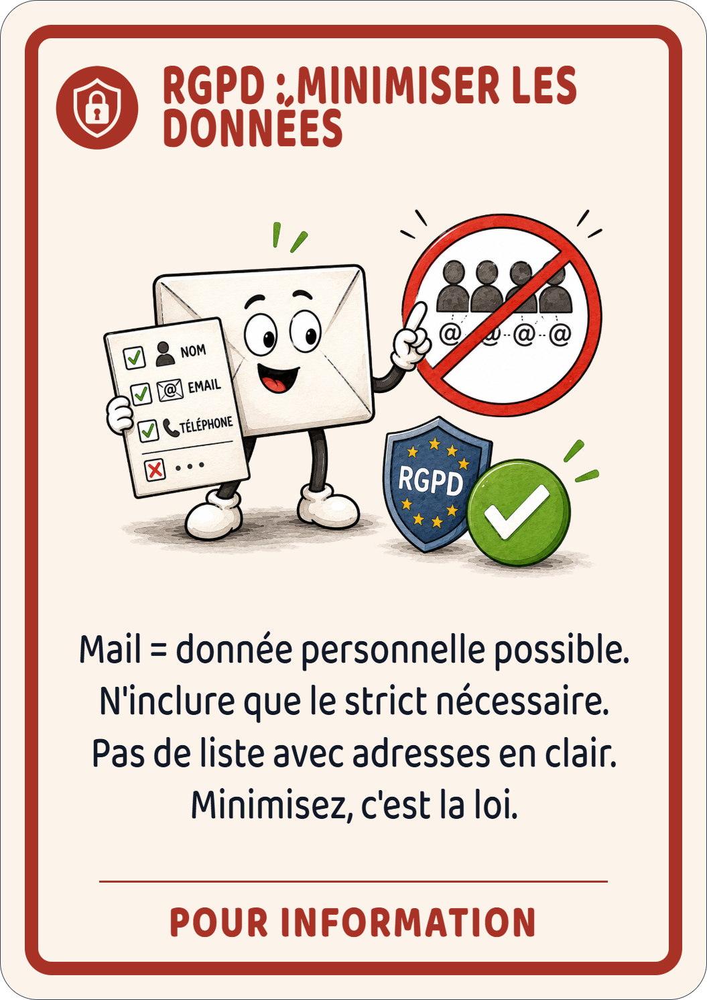 RGPD : MINIMISER LES
DONNÉES
NOM
@ EMAIL
TÉLÉPHONE
...
@ @ @ @
RGPD
Mail = donnée personnelle possible.
N'inclure que le strict nécessaire.
Pas de liste avec adresses en clair.
Minimisez, c'est la loi.
POUR INFORMATION